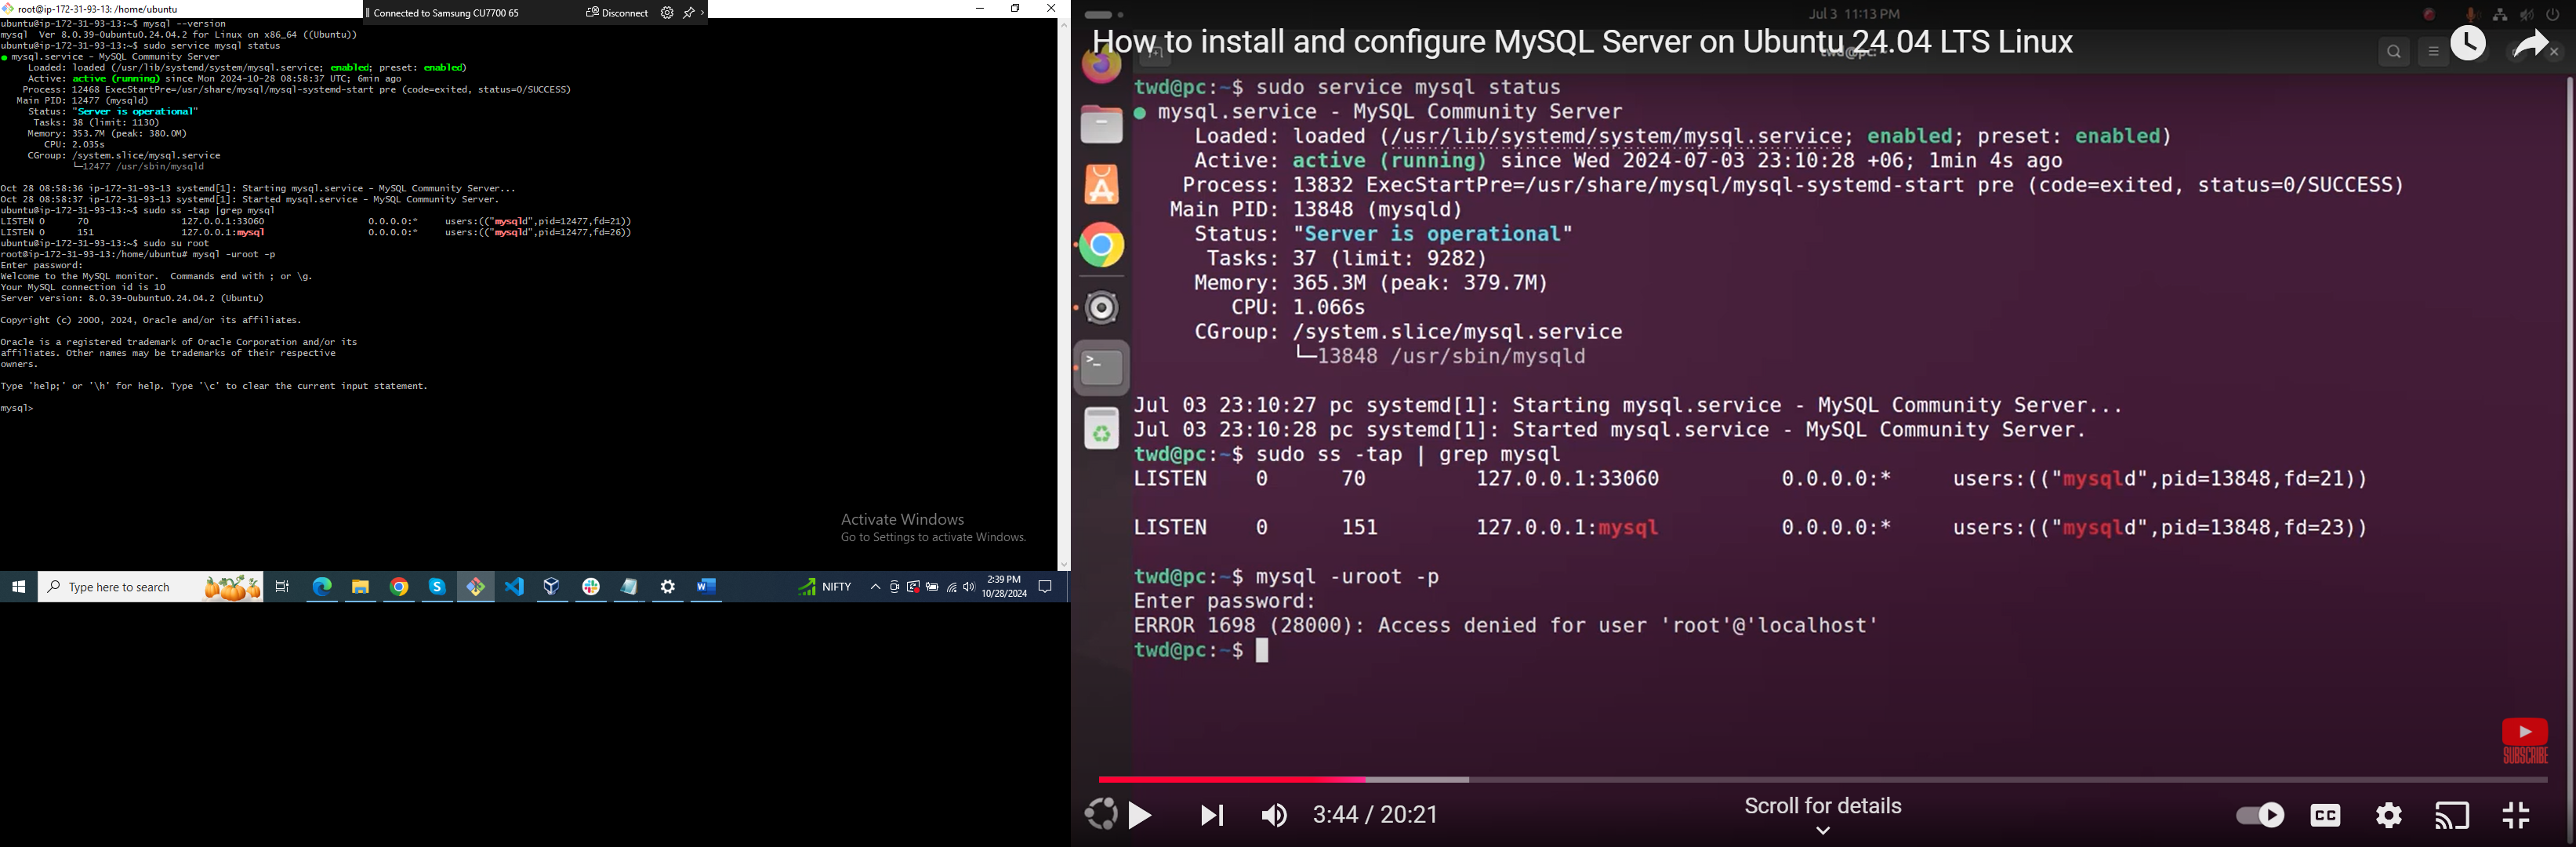 root@ip-172-31-93-13: /home/ubuntu
Connected to Samsung CU7700 65
Disconnect
ubuntu@ip-172-31-93-13:~$ mysql --version
mysql  Ver 8.0.39-0ubuntu0.24.04.2 for Linux on x86_64 ((Ubuntu))
ubuntu@ip-172-31-93-13:~$ sudo service mysql status
● mysql.service - MySQL Community Server
Loaded: loaded (/usr/lib/systemd/system/mysql.service; enabled; preset: enabled)
Active: active (running) since Mon 2024-10-28 08:58:37 UTC; 6min ago
Process: 12468 ExecStartPre=/usr/share/mysql/mysql-systemd-start pre (code=exited, status=0/SUCCESS)
Main PID: 12477 (mysqld)
Status: "Server is operational"
Tasks: 38 (limit: 1130)
Memory: 353.7M (peak: 380.0M)
CPU: 2.035s
CGroup: /system.slice/mysql.service
└─12477 /usr/sbin/mysqld
Oct 28 08:58:36 ip-172-31-93-13 systemd[1]: Starting mysql.service - MySQL Community Server...
Oct 28 08:58:37 ip-172-31-93-13 systemd[1]: Started mysql.service - MySQL Community Server.
ubuntu@ip-172-31-93-13:~$ sudo ss -tap |grep mysql
LISTEN 0      70                 127.0.0.1:33060                   0.0.0.0:*     users:(("mysqld",pid=12477,fd=21))
LISTEN 0      151                127.0.0.1:mysql                   0.0.0.0:*     users:(("mysqld",pid=12477,fd=26))
ubuntu@ip-172-31-93-13:~$ sudo su root
root@ip-172-31-93-13:/home/ubuntu# mysql -uroot -p
Enter password:
Welcome to the MySQL monitor.  Commands end with ; or \g.
Your MySQL connection id is 10
Server version: 8.0.39-0ubuntu0.24.04.2 (Ubuntu)
Copyright (c) 2000, 2024, Oracle and/or its affiliates.
Oracle is a registered trademark of Oracle Corporation and/or its
affiliates. Other names may be trademarks of their respective
owners.
Type 'help;' or '\h' for help. Type '\c' to clear the current input statement.
mysql>
Activate Windows
Go to Settings to activate Windows.
Type here to search
NIFTY
2:39 PM
10/28/2024
Jul 3  11:13 PM
How to install and configure MySQL Server on Ubuntu 24.04 LTS Linux
twd@pc:
twd@pc:~$ sudo service mysql status
● mysql.service - MySQL Community Server
Loaded: loaded (/usr/lib/systemd/system/mysql.service; enabled; preset: enabled)
Active: active (running) since Wed 2024-07-03 23:10:28 +06; 1min 4s ago
Process: 13832 ExecStartPre=/usr/share/mysql/mysql-systemd-start pre (code=exited, status=0/SUCCESS)
Main PID: 13848 (mysqld)
Status: "Server is operational"
Tasks: 37 (limit: 9282)
Memory: 365.3M (peak: 379.7M)
CPU: 1.066s
CGroup: /system.slice/mysql.service
└─13848 /usr/sbin/mysqld
Jul 03 23:10:27 pc systemd[1]: Starting mysql.service - MySQL Community Server...
Jul 03 23:10:28 pc systemd[1]: Started mysql.service - MySQL Community Server.
twd@pc:~$ sudo ss -tap | grep mysql
LISTEN    0      70         127.0.0.1:33060          0.0.0.0:*     users:(("mysqld",pid=13848,fd=21))
LISTEN    0      151        127.0.0.1:mysql          0.0.0.0:*     users:(("mysqld",pid=13848,fd=23))
twd@pc:~$ mysql -uroot -p
Enter password:
ERROR 1698 (28000): Access denied for user 'root'@'localhost'
twd@pc:~$
SUBSCRIBE
3:44 / 20:21
Scroll for details
CC